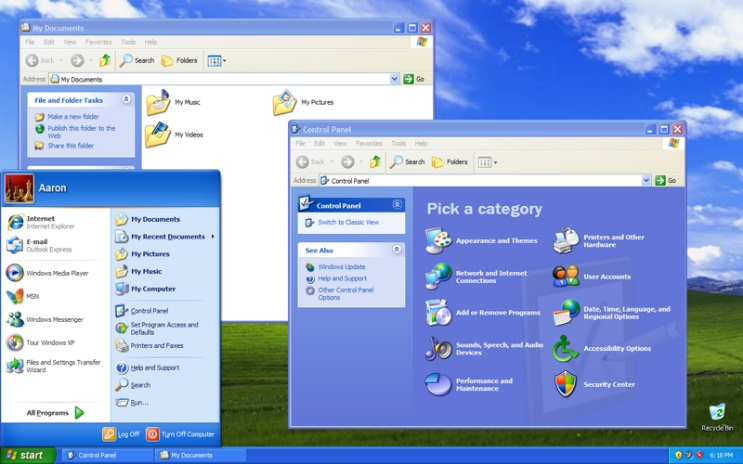 My Documents
File Edit View Favorites Tools Help
Back Search Folders
Address My Documents Go
File and Folder Tasks
Make a new folder
Publish this folder to the
Web
Share this folder
My Music
My Pictures
My Videos
Control Panel
File Edit View Favorites Tools Help
Back Search Folders
Address Control Panel Go
Control Panel
Switch to Classic View
See Also
Windows Update
Help and Support
Other Control Panel
Options
Pick a category
Appearance and Themes
Printers and Other
Hardware
Network and Internet
Connections
User Accounts
Add or Remove Programs
Date, Time, Language, and
Regional Options
Sounds, Speech, and Audio
Devices
Accessibility Options
Performance and
Maintenance
Security Center
Aaron
Internet
Internet Explorer
E-mail
Outlook Express
Windows Media Player
MSN
Windows Messenger
Tour Windows XP
Files and Settings Transfer
Wizard
All Programs
My Documents
My Recent Documents
My Pictures
My Music
My Computer
Control Panel
Set Program Access and
Defaults
Printers and Faxes
Help and Support
Search
Run...
Log Off Turn Off Computer
Recycle Bin
start Control Panel My Documents 6:18 PM